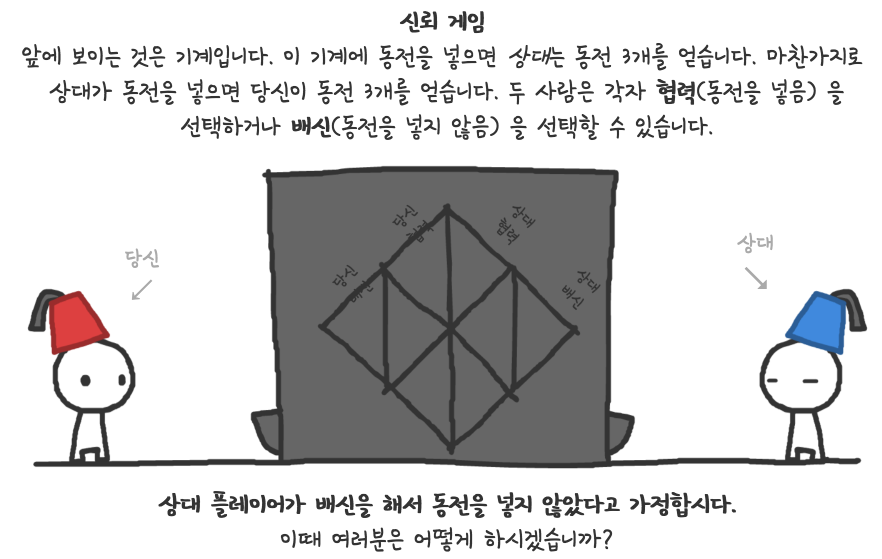 신뢰 게임
앞에 보이는 것은 기계입니다. 이 기계에 동전을 넣으면 상대는 동전 3개를 얻습니다. 마찬가지로
상대가 동전을 넣으면 당신이 동전 3개를 얻습니다. 두 사람은 각자 협력(동전을 넣음) 을
선택하거나 배신(동전을 넣지 않음) 을 선택할 수 있습니다.
당신
협력
상대
협력
당신
배신
상대
배신
당신
상대
상대 플레이어가 배신을 해서 동전을 넣지 않았다고 가정합시다.
이때 여러분은 어떻게 하시겠습니까?